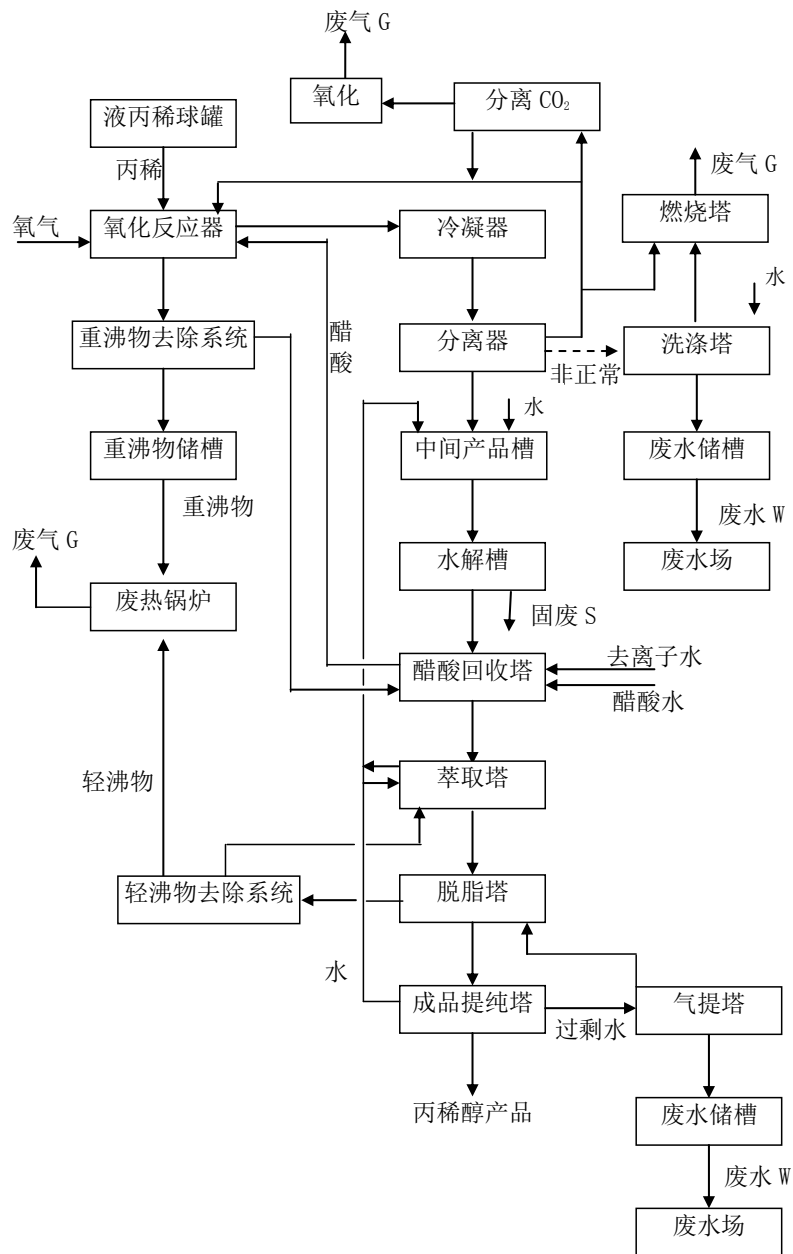 废气 G
氧化
分离 CO₂
液丙稀球罐
丙稀
废气 G
氧气
氧化反应器
冷凝器
燃烧塔
水
醋酸
重沸物去除系统
分离器
非正常
洗涤塔
水
重沸物储槽
中间产品槽
废水储槽
重沸物
废水 W
废气 G
水解槽
废水场
废热锅炉
固废 S
去离子水
醋酸回收塔
醋酸水
轻沸物
萃取塔
轻沸物去除系统
脱脂塔
水
成品提纯塔
过剩水
气提塔
丙稀醇产品
废水储槽
废水 W
废水场